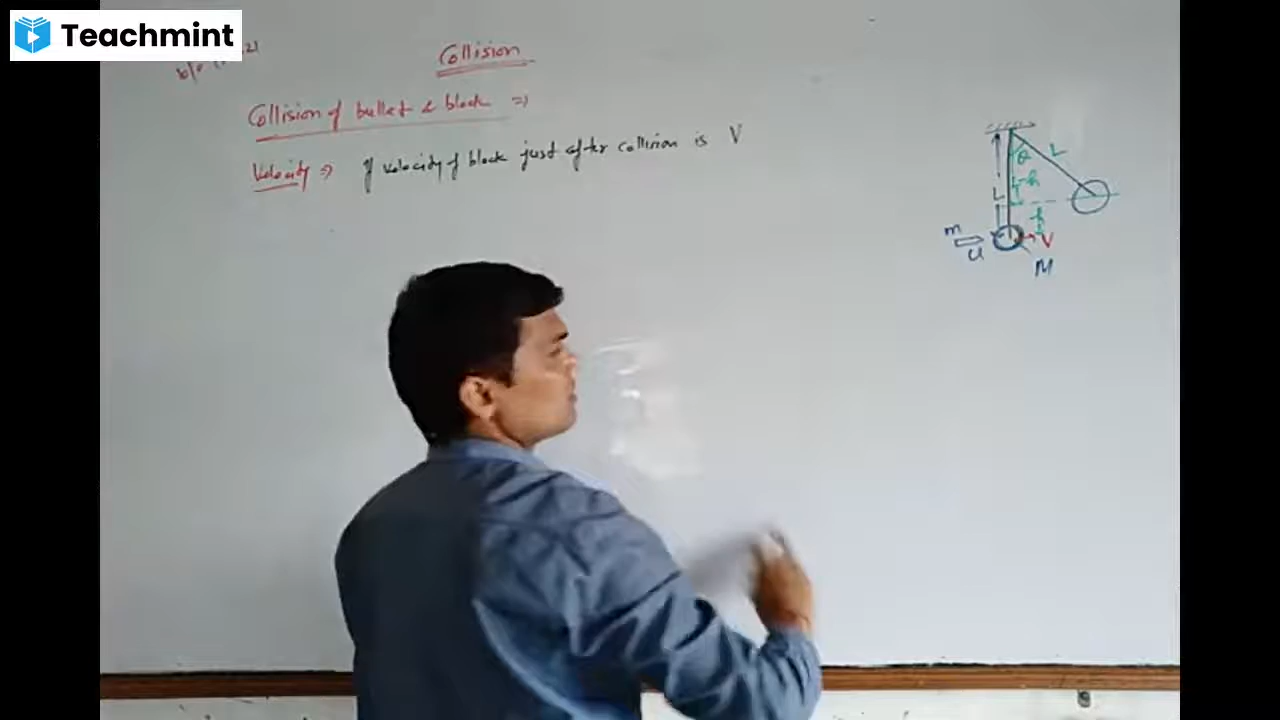 Teachmint
Collision
Collision of bullet & block ⇒
Velocity ⇒ If velocity of block just after collision is V
θ
L
L-h
L
h
m
u
V
M